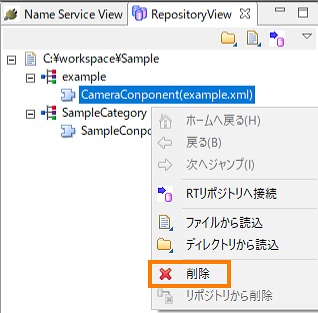 Name Service View RepositoryView
C:¥workspace¥Sample
example
CameraConponent(example.xml)
SampleCategory
SampleConpo
ホームへ戻る(H)
戻る(B)
次へジャンプ(I)
RTリポジトリへ接続
ファイルから読込
ディレクトリから読込
削除
リポジトリから削除